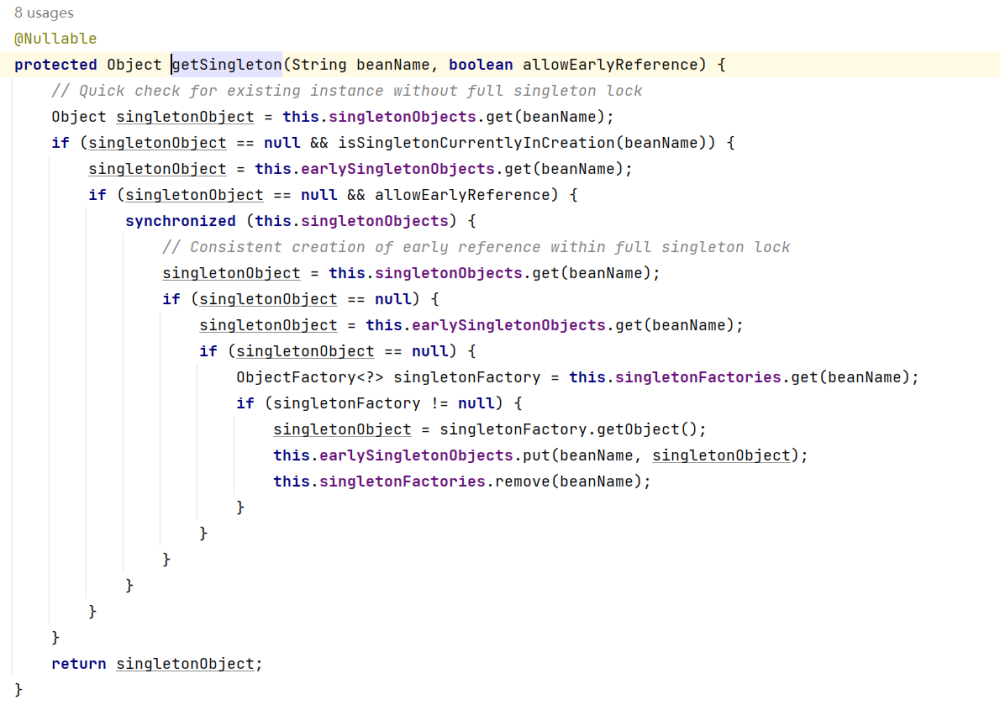 8 usages
@Nullable
protected Object getSingleton(String beanName, boolean allowEarlyReference) {
    // Quick check for existing instance without full singleton lock
    Object singletonObject = this.singletonObjects.get(beanName);
    if (singletonObject == null && isSingletonCurrentlyInCreation(beanName)) {
        singletonObject = this.earlySingletonObjects.get(beanName);
        if (singletonObject == null && allowEarlyReference) {
            synchronized (this.singletonObjects) {
                // Consistent creation of early reference within full singleton lock
                singletonObject = this.singletonObjects.get(beanName);
                if (singletonObject == null) {
                    singletonObject = this.earlySingletonObjects.get(beanName);
                    if (singletonObject == null) {
                        ObjectFactory<?> singletonFactory = this.singletonFactories.get(beanName);
                        if (singletonFactory != null) {
                            singletonObject = singletonFactory.getObject();
                            this.earlySingletonObjects.put(beanName, singletonObject);
                            this.singletonFactories.remove(beanName);
                        }
                    }
                }
            }
        }
    }
    return singletonObject;
}